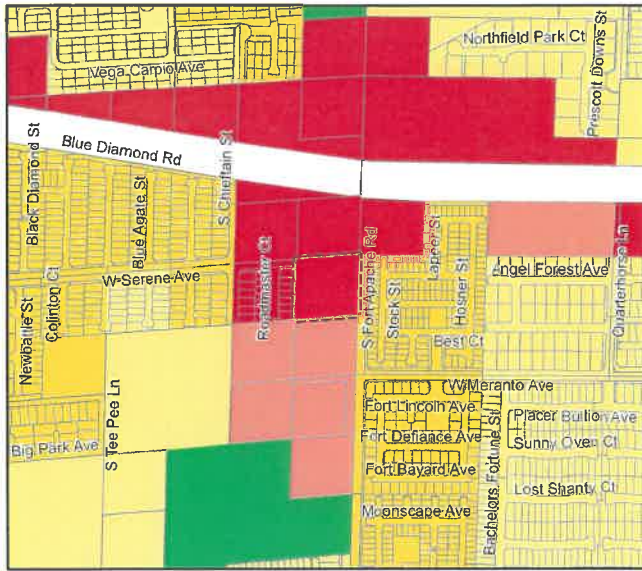 Northfield Park Ct
Prescott Downs St
Vega Carpio Ave
Blue Diamond Rd
S Chieftain St
Black Diamond St
Blue Agate St
S Fort Apache Rd
Lapeer St
W Serene Ave
Angel Forest Ave
Quarterhorse Ln
Newbattle St
Colinton Ct
Roadmaster Ct
Stock St
Hosner St
Best Ct
S Tee Pee Ln
W Meranto Ave
Fort Lincoln Ave
Placer Bullion Ave
Big Park Ave
Fort Defiance Ave
Sunny Oven Ct
Fort Bayard Ave
Bachelors Fortune St
Lost Shanty Ct
Moonscape Ave